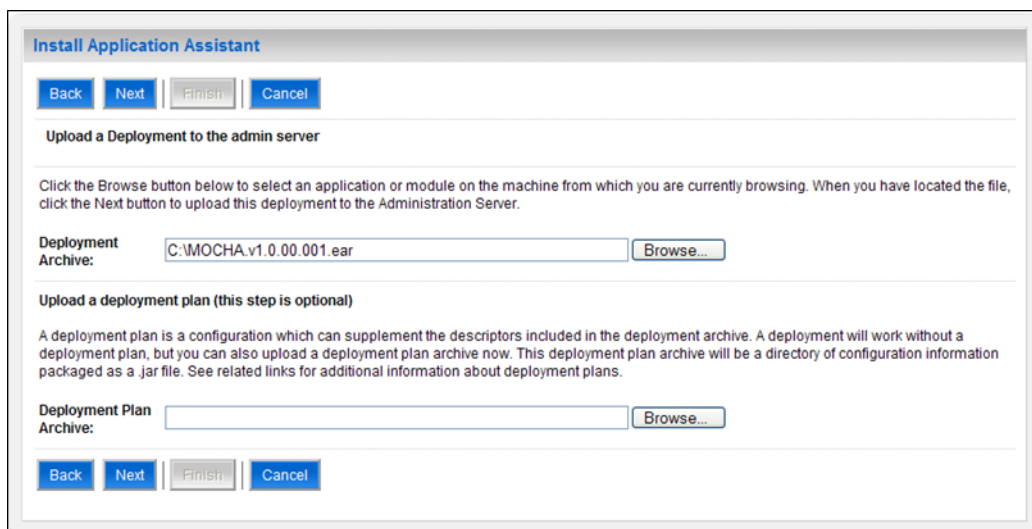 Install Application Assistant
Back Next Finish Cancel
Upload a Deployment to the admin server
Click the Browse button below to select an application or module on the machine from which you are currently browsing. When you have located the file,
click the Next button to upload this deployment to the Administration Server.
Deployment
Archive: C:\MOCHA.v1.0.00.001.ear Browse...
Upload a deployment plan (this step is optional)
A deployment plan is a configuration which can supplement the descriptors included in the deployment archive. A deployment will work without a
deployment plan, but you can also upload a deployment plan archive now. This deployment plan archive will be a directory of configuration information
packaged as a .jar file. See related links for additional information about deployment plans.
Deployment Plan
Archive: Browse...
Back Next Finish Cancel